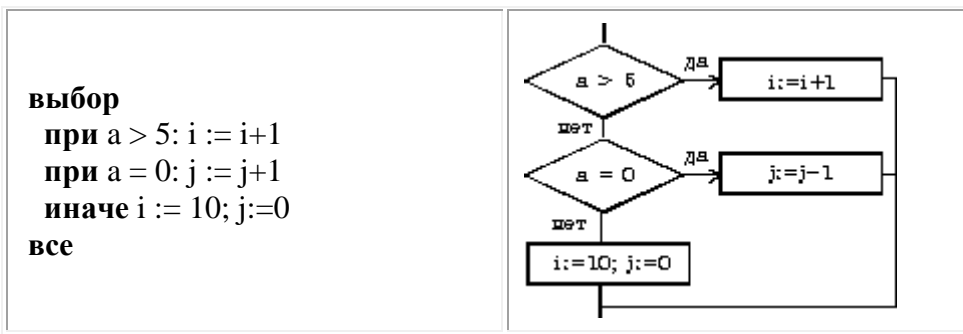 выбор
при a > 5: i := i+1
при a = 0: j := j+1
иначе i := 10; j:=0
все
a > 5
да
i:=i+1
нет
a = 0
да
j:=j-1
нет
i:=10; j:=0